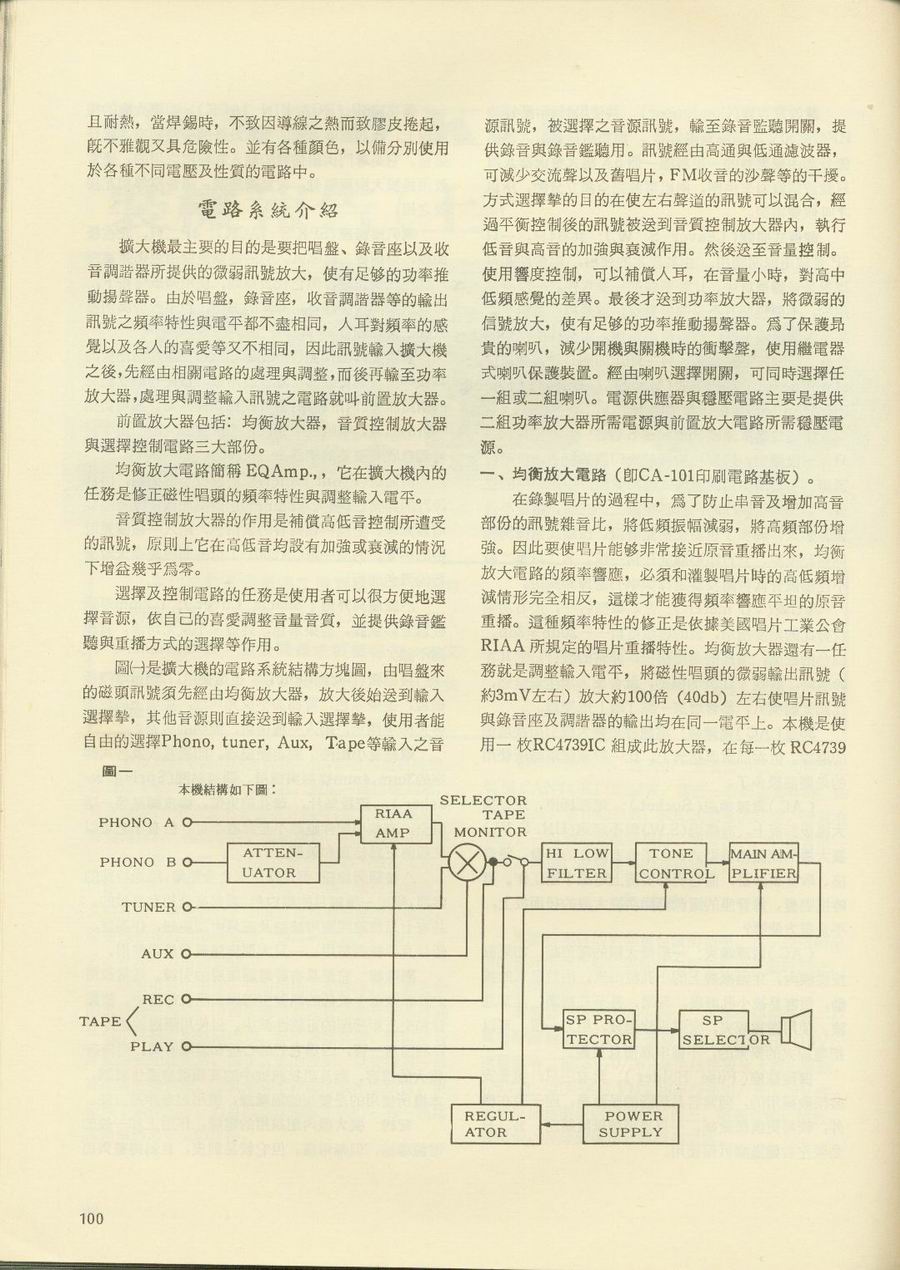 且耐熱，當焊錫時，不致因導線之熱而致膠皮捲起，
旣不雅觀又具危險性。並有各種顏色，以備分別使用
於各種不同電壓及性質的電路中。
電路系統介紹
擴大機最主要的目的是要把唱盤、錄音座以及收
音調諧器所提供的微弱訊號放大，使有足够的功率推
動揚聲器。由於唱盤，錄音座，收音調諧器等的輸出
訊號之頻率特性與電平都不盡相同，人耳對頻率的感
覺以及各人的喜愛等又不相同，因此訊號輸入擴大機
之後，先經由相關電路的處理與調整，而後再輸至功率
放大器，處理與調整輸入訊號之電路就叫前置放大器。
前置放大器包括：均衡放大器，音質控制放大器
與選擇控制電路三大部份。
均衡放大電路簡稱 EQAmp.，，它在擴大機內的
任務是修正磁性唱頭的頻率特性與調整輸入電平。
音質控制放大器的作用是補償高低音控制所遭受
的訊號，原則上它在高低音均設有加強或衰減的情況
下增益幾乎爲零。
選擇及控制電路的任務是使用者可以很方便地選
擇音源，依自己的喜愛調整音量音質，並提供錄音鑑
聽與重播方式的選擇等作用。
圖㈠是擴大機的電路系統結構方塊圖，由唱盤來
的磁頭訊號須先經由均衡放大器，放大後始送到輸入
選擇掣，其他音源則直接送到輸入選擇掣，使用者能
自由的選擇Phono, tuner, Aux, Tape等輸入之音
源訊號，被選擇之音源訊號，輸至錄音監聽開關，提
供錄音與錄音鑑聽用。訊號經由高通與低通濾波器，
可減少交流聲以及舊唱片，FM收音的沙聲等的干擾。
方式選擇掣的目的在使左右聲道的訊號可以混合，經
過平衡控制後的訊號被送到音質控制放大器內，執行
低音與高音的加強與衰減作用。然後送至音量控制。
使用響度控制，可以補償人耳，在音量小時，對高中
低頻感覺的差異。最後才送到功率放大器，將微弱的
信號放大，使有足够的功率推動揚聲器。爲了保護昻
貴的喇叭，減少開機與關機時的衝擊聲，使用繼電器
式喇叭保護裝置。經由喇叭選擇開關，可同時選擇任
一組或二組喇叭。電源供應器與穩壓電路主要是提供
二組功率放大器所需電源與前置放大電路所需穩壓電
源。
一、均衡放大電路（卽CA-101印刷電路基板）。
在錄製唱片的過程中，爲了防止串音及增加高音
部份的訊號雜音比，將低頻振幅減弱，將高頻部份增
強。因此要使唱片能够非常接近原音重播出來，均衡
放大電路的頻率響應，必須和灌製唱片時的高低頻增
減情形完全相反，這樣才能獲得頻率響應平坦的原音
重播。這種頻率特性的修正是依據美國唱片工業公會
RIAA 所規定的唱片重播特性。均衡放大器還有一任
務就是調整輸入電平，將磁性唱頭的微弱輸出訊號（
約3mV左右）放大約100倍（40db）左右使唱片訊號
與錄音座及調諧器的輸出均在同一電平上。本機是使
用一 枚RC4739IC 組成此放大器，在每一枚 RC4739
圖一
本機結構如下圖：
PHONO A
PHONO B
TUNER
AUX
TAPE
REC
PLAY
ATTEN-
UATOR
RIAA
AMP
SELECTOR
TAPE
MONITOR
HI LOW
FILTER
TONE
CONTROL
MAIN AM-
PLIFIER
SP PRO-
TECTOR
SP
SELECTOR
REGUL-
ATOR
POWER
SUPPLY
100